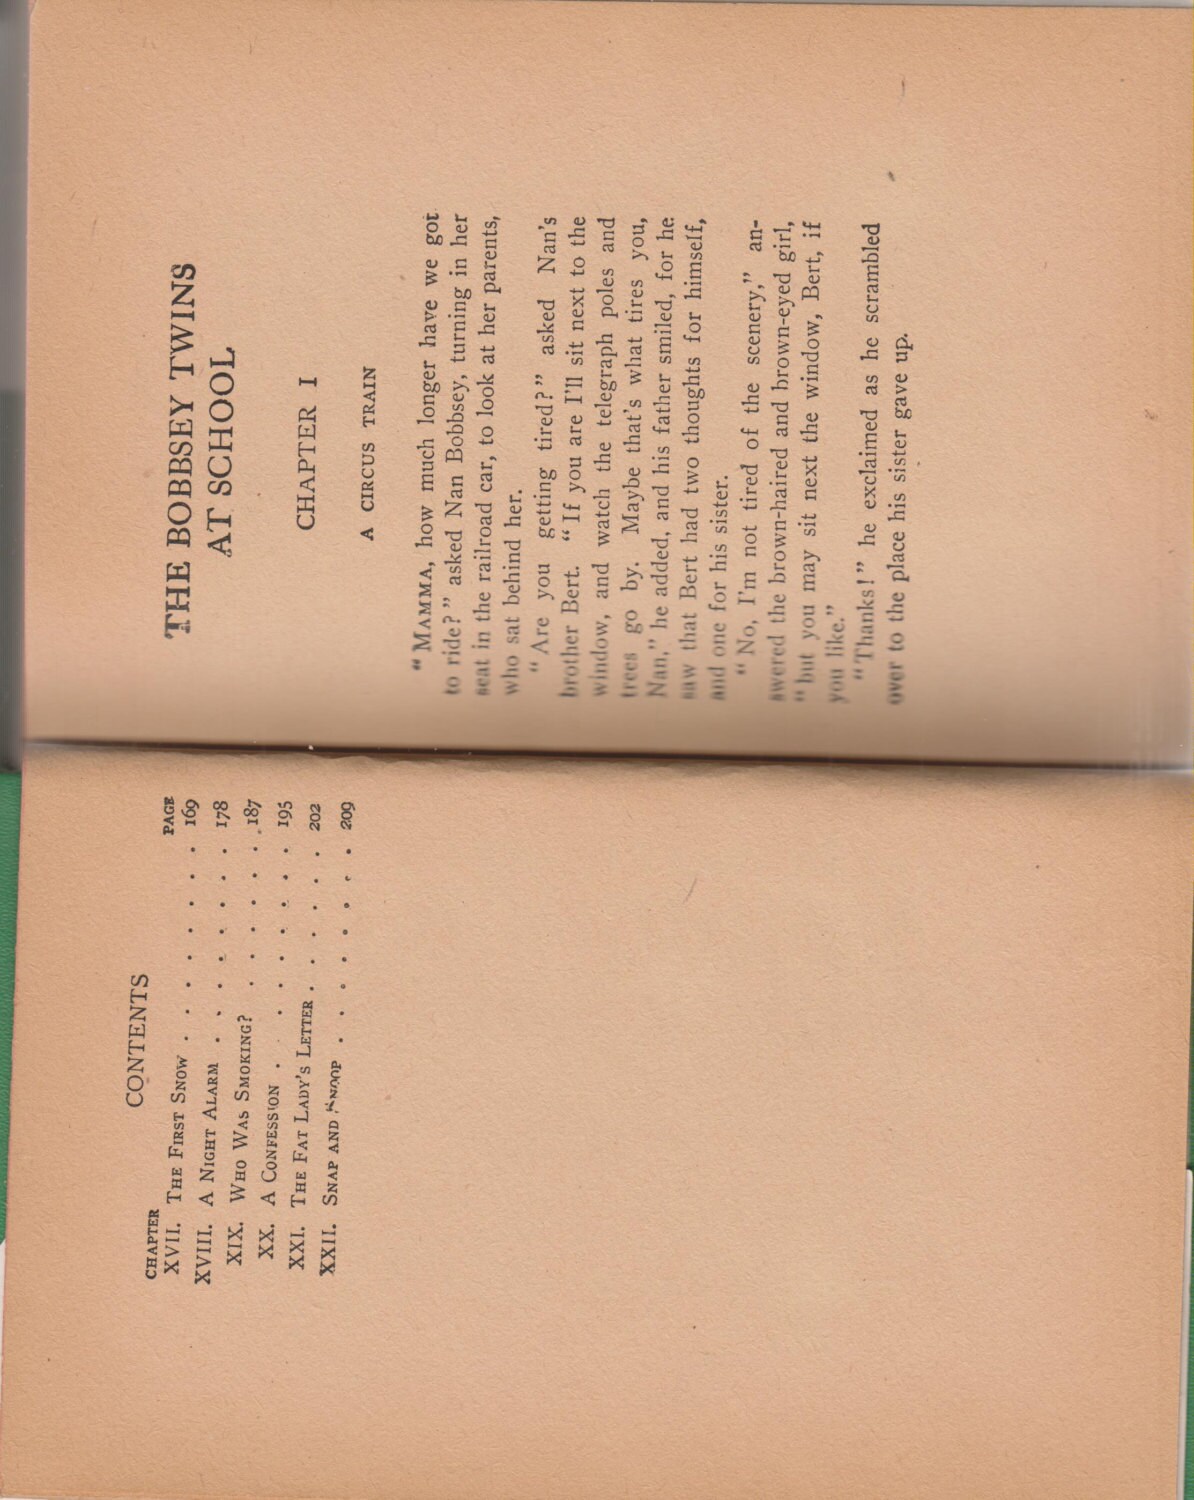 CONTENTS
CHAPTER PAGE
XVII. The First Snow . . . . . . . . 169
XVIII. A Night Alarm . . . . . . . . 178
XIX. Who Was Smoking? . . . . . . 187
XX. A Confession . . . . . . . . . 195
XXI. The Fat Lady's Letter . . . . . . 202
XXII. Snap and Snoop . . . . . . . . 209
THE BOBBSEY TWINS
AT SCHOOL
CHAPTER I
A CIRCUS TRAIN
"Mamma, how much longer have we got
to ride?" asked Nan Bobbsey, turning in her
seat in the railroad car, to look at her parents,
who sat behind her.
"Are you getting tired?" asked Nan's
brother Bert. "If you are I'll sit next to the
window, and watch the telegraph poles and
trees go by. Maybe that's what tires you,
Nan," he added, and his father smiled, for he
saw that Bert had two thoughts for himself,
and one for his sister.
"No, I'm not tired of the scenery," an-
swered the brown-haired and brown-eyed girl,
"but you may sit next the window, Bert, if
you like."
"Thanks!" he exclaimed as he scrambled
over to the place his sister gave up.